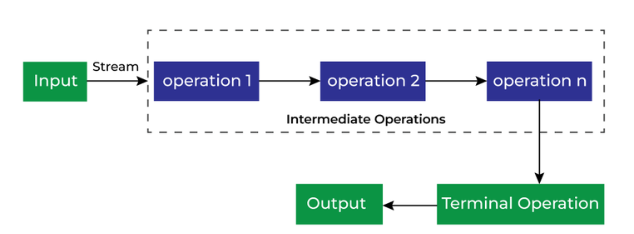 Input
Stream
operation 1
operation 2
operation n
Intermediate Operations
Output
Terminal Operation